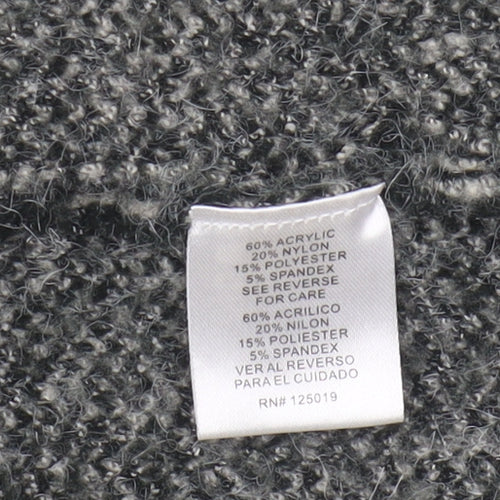 60% ACRYLIC
20% NYLON
15% POLYESTER
5% SPANDEX
SEE REVERSE
FOR CARE
60% ACRILICO
20% NILON
15% POLIESTER
5% SPANDEX
VER AL REVERSO
PARA EL CUIDADO
RN# 125019